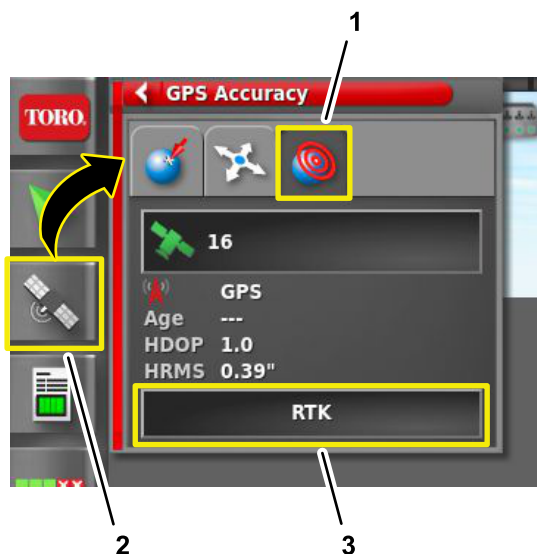 1
GPS Accuracy
TORO.
16
GPS
Age ---
HDOP 1.0
HRMS 0.39"
RTK
2
3